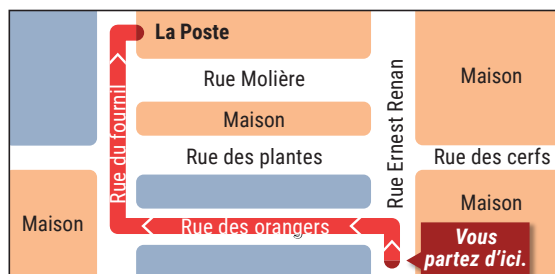 La Poste
Rue Molière
Maison
Maison
Rue du fournil
Rue Ernest Renan
Rue des plantes
Rue des cerfs
Maison
Maison
Rue des orangers
Vous
partez d'ici.